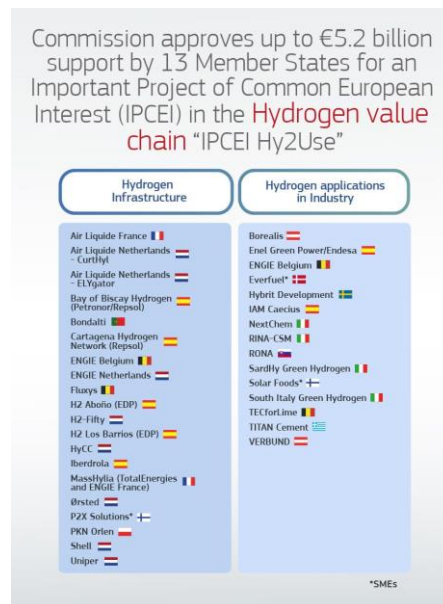 Commission approves up to €5.2 billion
support by 13 Member States for an
Important Project of Common European
Interest (IPCEI) in the Hydrogen value
chain “IPCEI Hy2Use”
Hydrogen
Infrastructure
Air Liquide France
Air Liquide Netherlands
- CurtHyl
Air Liquide Netherlands
- ELYgator
Bay of Biscay Hydrogen
(Petronor/Repsol)
Bondalti
Cartagena Hydrogen
Network (Repsol)
ENGIE Belgium
ENGIE Netherlands
Fluxys
H2 Aboño (EDP)
H2-Fifty
H2 Los Barrios (EDP)
HyCC
Iberdrola
MassHylia (TotalEnergies
and ENGIE France)
Ørsted
P2X Solutions*
PKN Orlen
Shell
Uniper
Hydrogen applications
in Industry
Borealis
Enel Green Power/Endesa
ENGIE Belgium
Everfuel*
Hybrit Development
IAM Caecius
NextChem
RINA-CSM
RONA
SardHy Green Hydrogen
Solar Foods*
South Italy Green Hydrogen
TECforLime
TITAN Cement
VERBUND
*SMEs